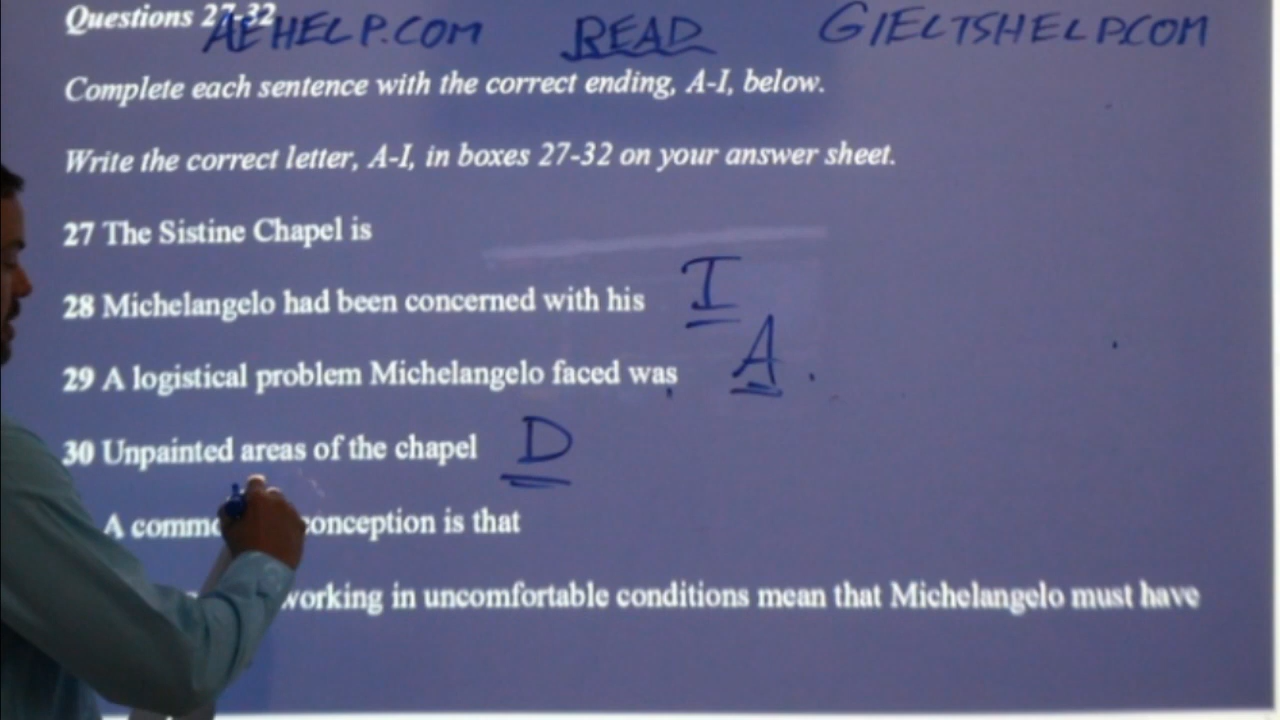 Questions 27-32
AEHELP.COM READ GIELTSHELP.COM
Complete each sentence with the correct ending, A-I, below.
Write the correct letter, A-I, in boxes 27-32 on your answer sheet.
27 The Sistine Chapel is
28 Michelangelo had been concerned with his I
29 A logistical problem Michelangelo faced was A.
30 Unpainted areas of the chapel D
A conception is that
working in uncomfortable conditions mean that Michelangelo must have